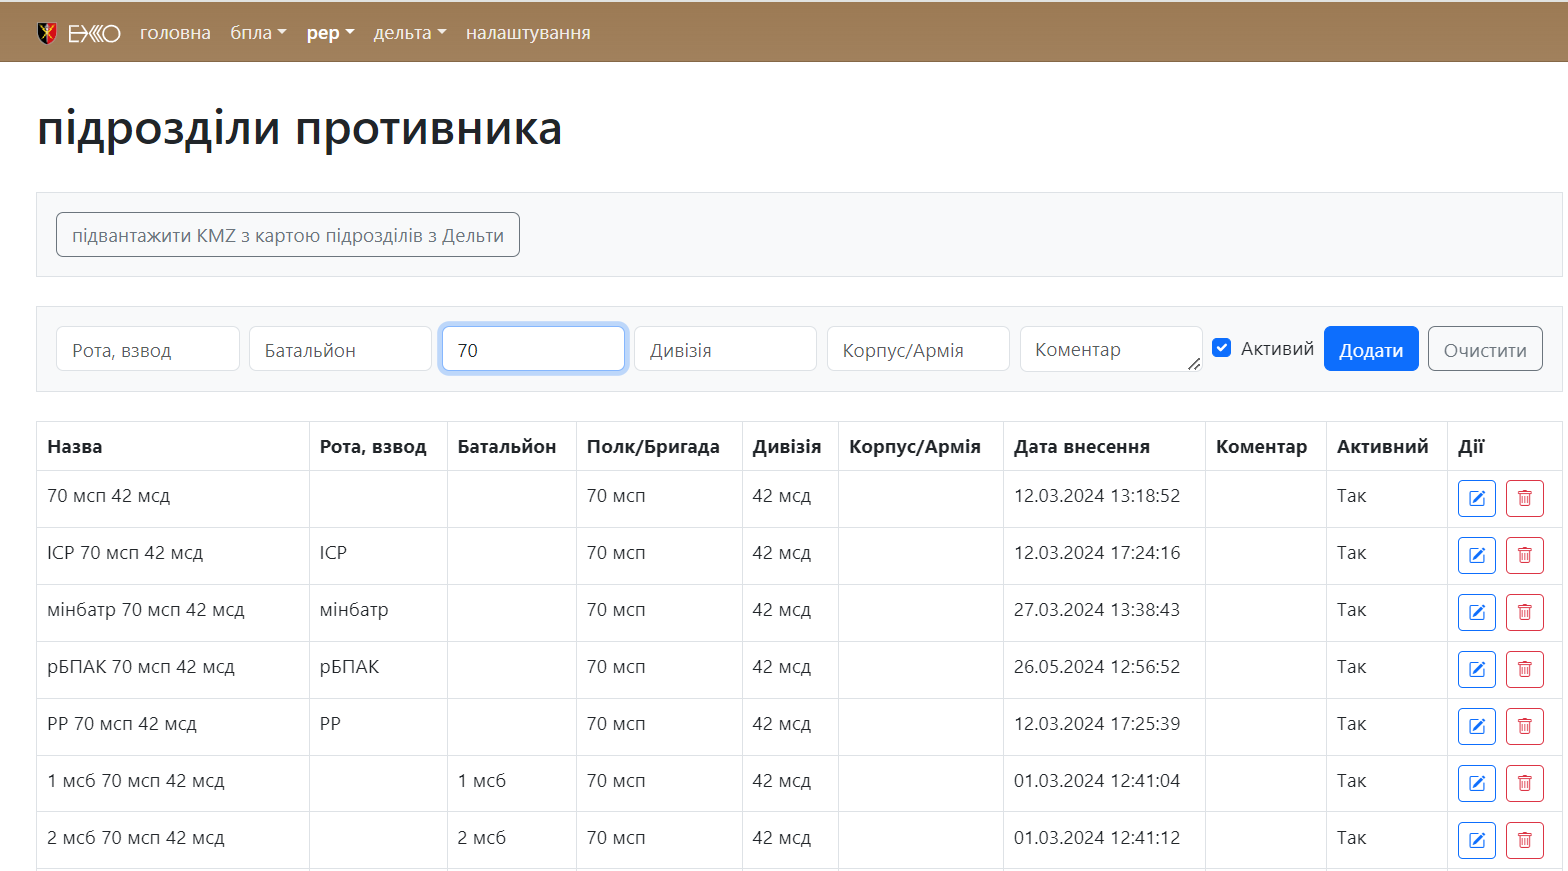 ЕХО головна бпла рер дельта налаштування
підрозділи противника
підвантажити KMZ з картою підрозділів з Дельти
Рота, взвод Батальйон 70 Дивізія Корпус/Армія Коментар Активий Додати Очистити
Назва Рота, взвод Батальйон Полк/Бригада Дивізія Корпус/Армія Дата внесення Коментар Активний Дії
70 мсп 42 мсд 70 мсп 42 мсд 12.03.2024 13:18:52 Так
ІСР 70 мсп 42 мсд ІСР 70 мсп 42 мсд 12.03.2024 17:24:16 Так
мінбатр 70 мсп 42 мсд мінбатр 70 мсп 42 мсд 27.03.2024 13:38:43 Так
рБПАК 70 мсп 42 мсд рБПАК 70 мсп 42 мсд 26.05.2024 12:56:52 Так
РР 70 мсп 42 мсд РР 70 мсп 42 мсд 12.03.2024 17:25:39 Так
1 мсб 70 мсп 42 мсд 1 мсб 70 мсп 42 мсд 01.03.2024 12:41:04 Так
2 мсб 70 мсп 42 мсд 2 мсб 70 мсп 42 мсд 01.03.2024 12:41:12 Так